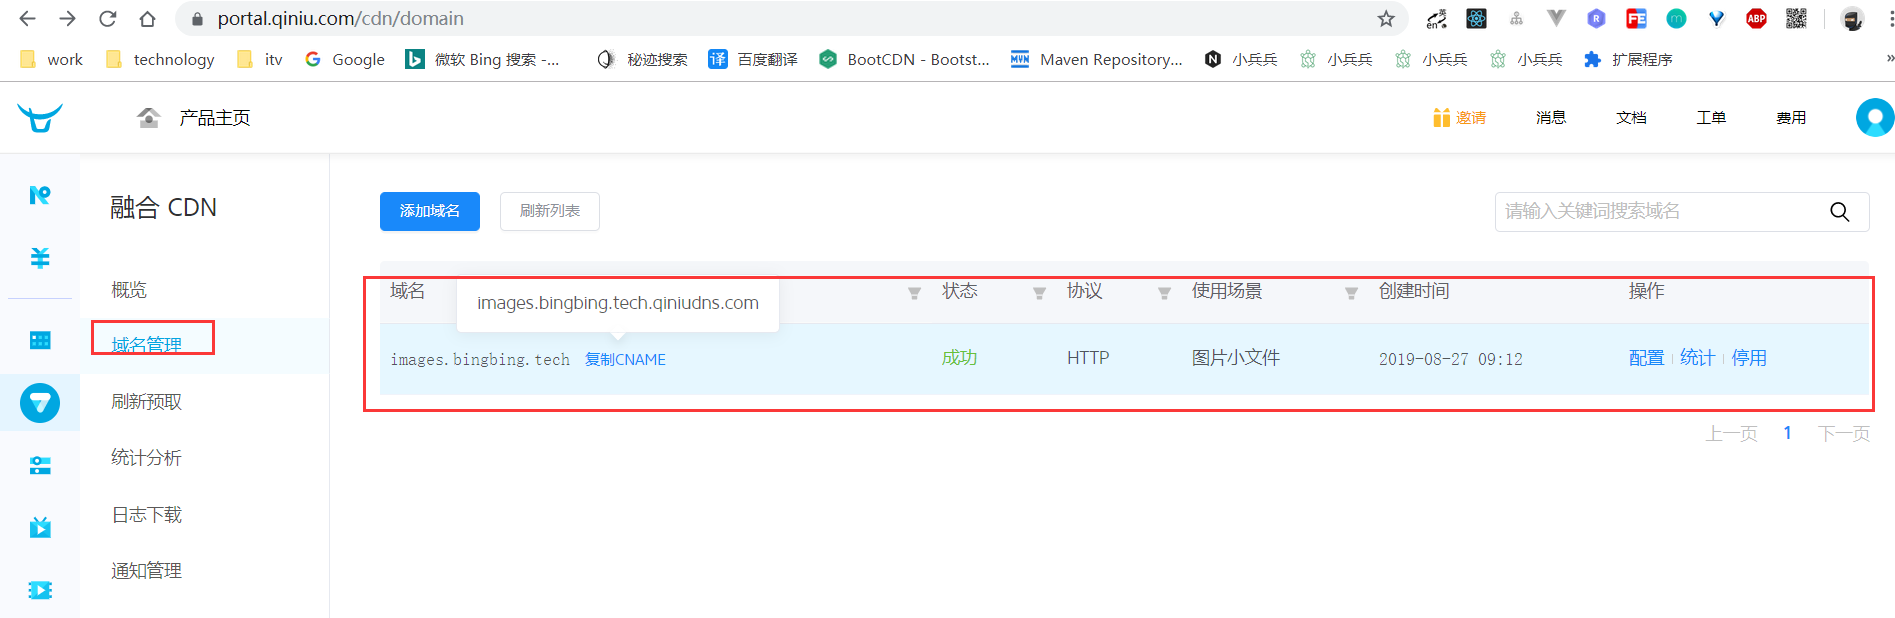 portal.qiniu.com/cdn/domain
work technology itv Google 微软 Bing 搜索 -... 秘迹搜索 百度翻译 BootCDN - Bootst... Maven Repository... 小兵兵 小兵兵 小兵兵 小兵兵 扩展程序 »
产品主页 邀请 消息 文档 工单 费用
融合 CDN
概览
域名管理
刷新预取
统计分析
日志下载
通知管理
添加域名 刷新列表 请输入关键词搜索域名
域名 状态 协议 使用场景 创建时间 操作
images.bingbing.tech.qiniudns.com
images.bingbing.tech 复制CNAME 成功 HTTP 图片小文件 2019-08-27 09:12 配置 统计 停用
上一页 1 下一页